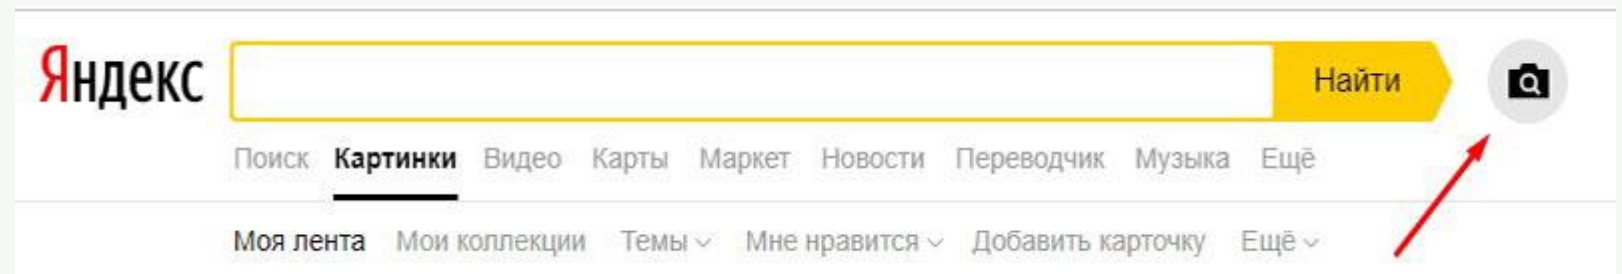 Яндекс Найти
Поиск Картинки Видео Карты Маркет Новости Переводчик Музыка Ещё
Моя лента Мои коллекции Темы Мне нравится Добавить карточку Ещё